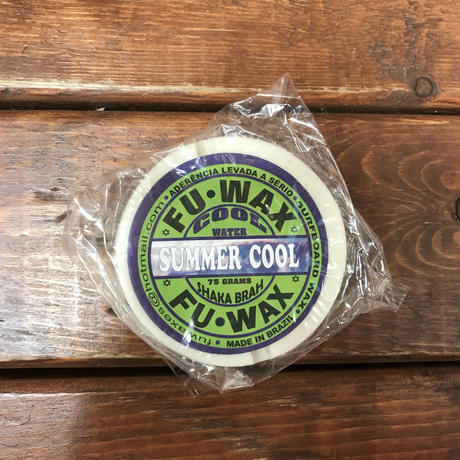 ADERÊNCIA LEVADA A SÉRIO • SURFBOARD WAX • MADE IN BRAZIL • fuwaxes@hotmail.com •
FU•WAX
COOL
WATER
SUMMER COOL
75 GRAMS
SHAKA BRAH
FU•WAX